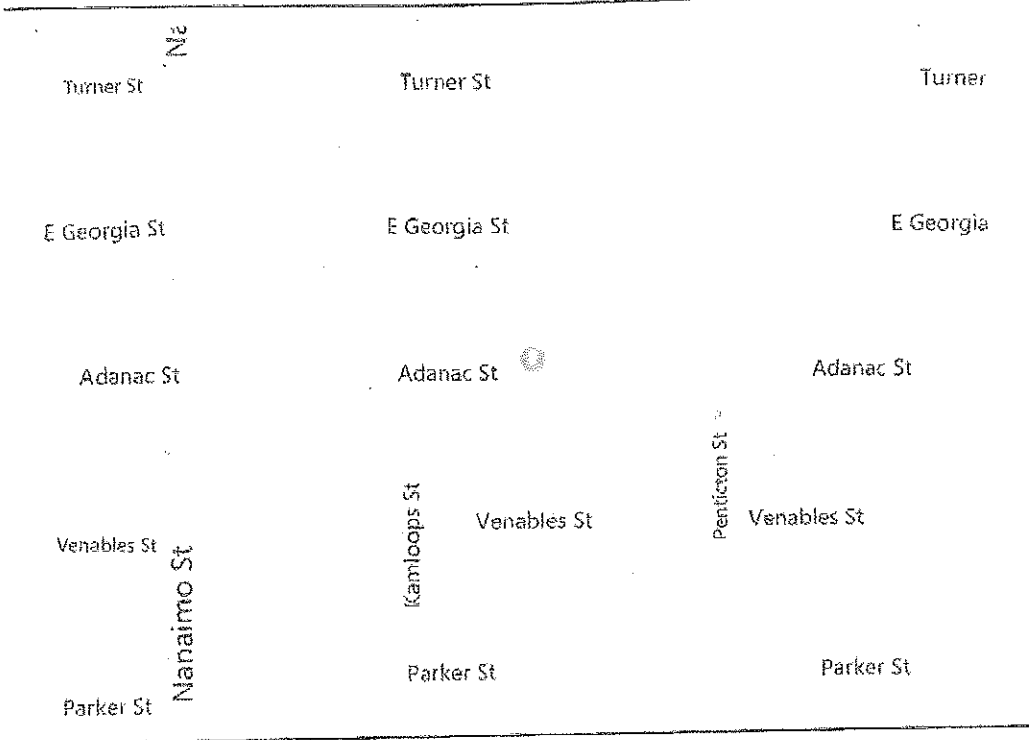 Na
Turner St
Turner St
Turner
E Georgia St
E Georgia St
E Georgia
Adanac St
Adanac St
Adanac St
Penticton St
Kamloops St
Venables St
Venables St
Venables St
Nanaimo St
Parker St
Parker St
Parker St